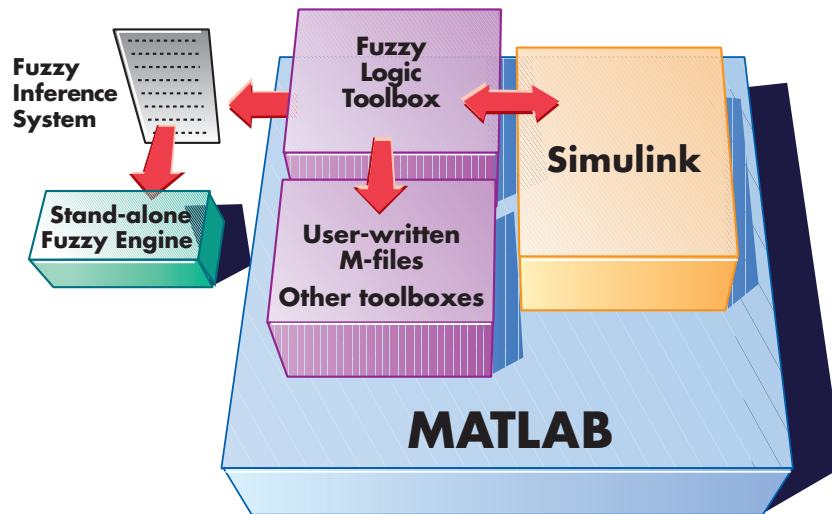 Fuzzy
Inference
System
Fuzzy
Logic
Toolbox
Simulink
Stand-alone
Fuzzy Engine
User-written
M-files
Other toolboxes
MATLAB